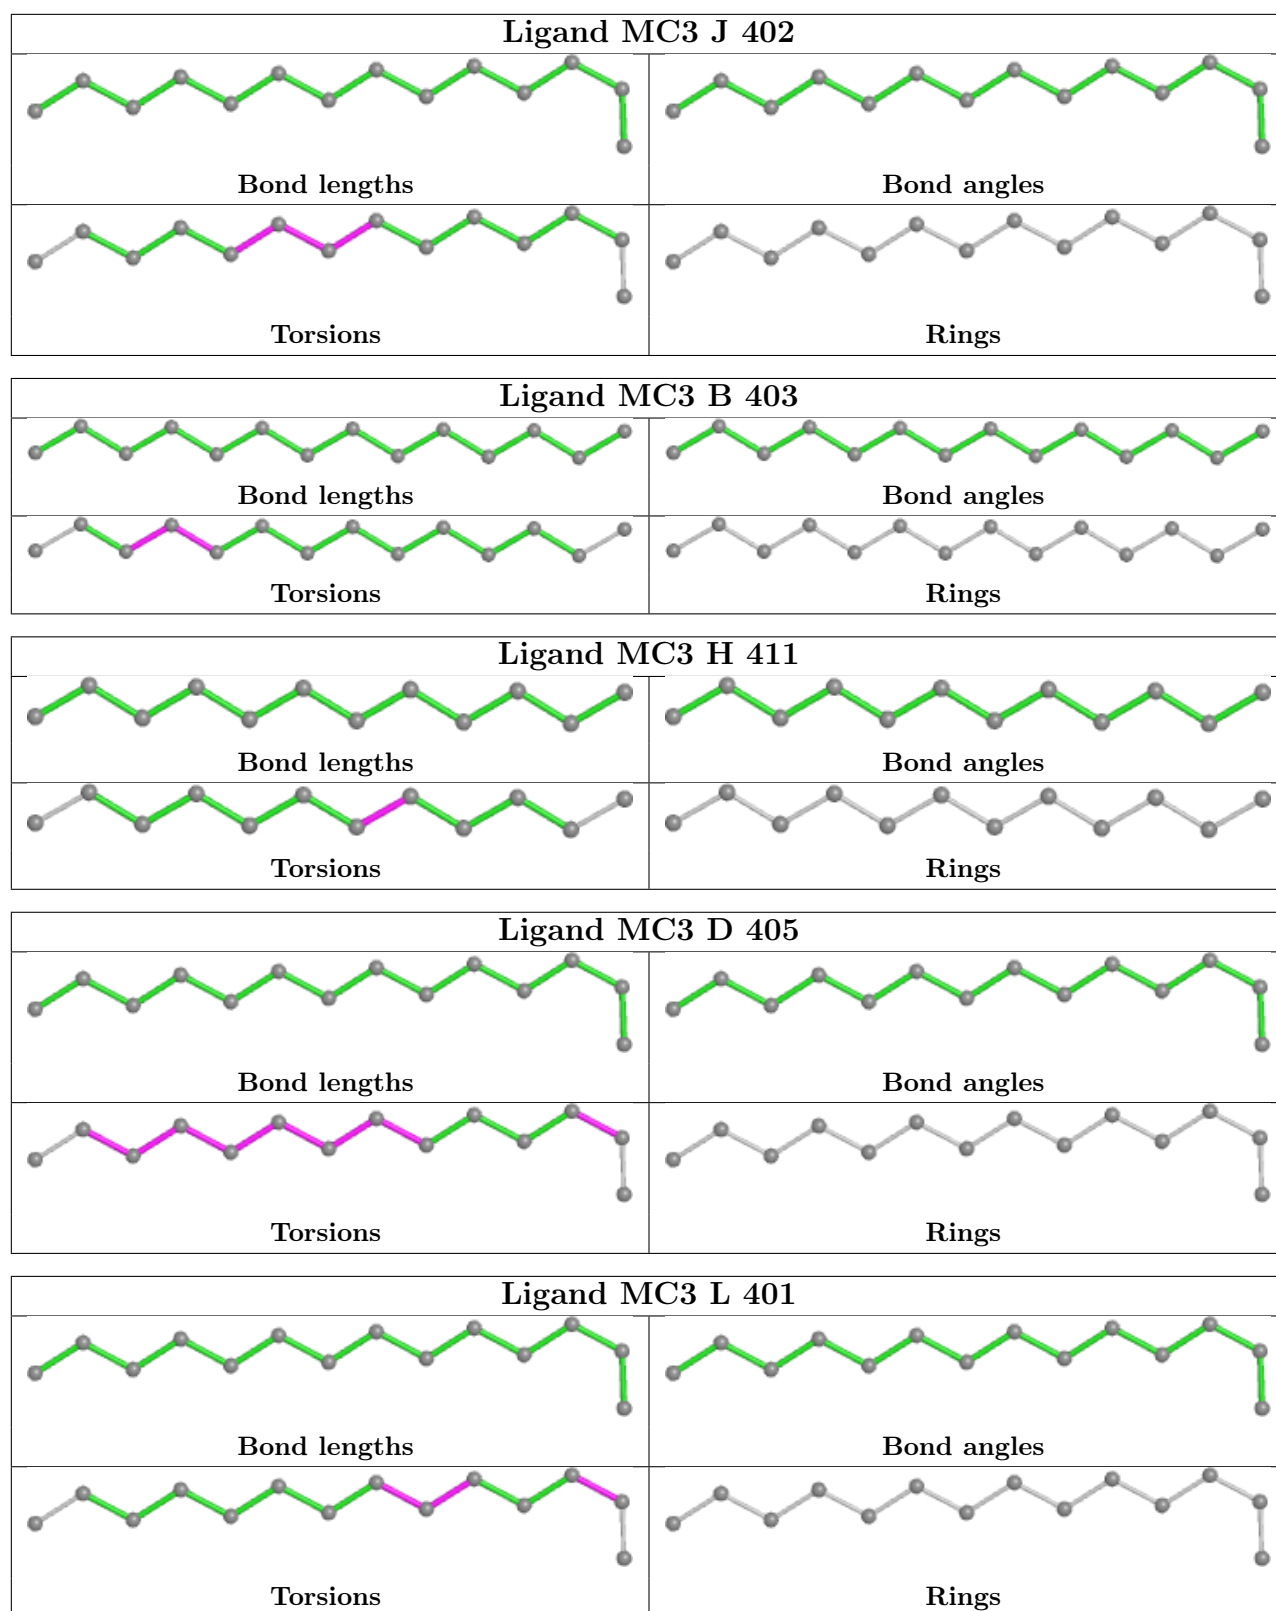 Ligand MC3 J 402
Bond lengths
Bond angles
Torsions
Rings
Ligand MC3 B 403
Bond lengths
Bond angles
Torsions
Rings
Ligand MC3 H 411
Bond lengths
Bond angles
Torsions
Rings
Ligand MC3 D 405
Bond lengths
Bond angles
Torsions
Rings
Ligand MC3 L 401
Bond lengths
Bond angles
Torsions
Rings